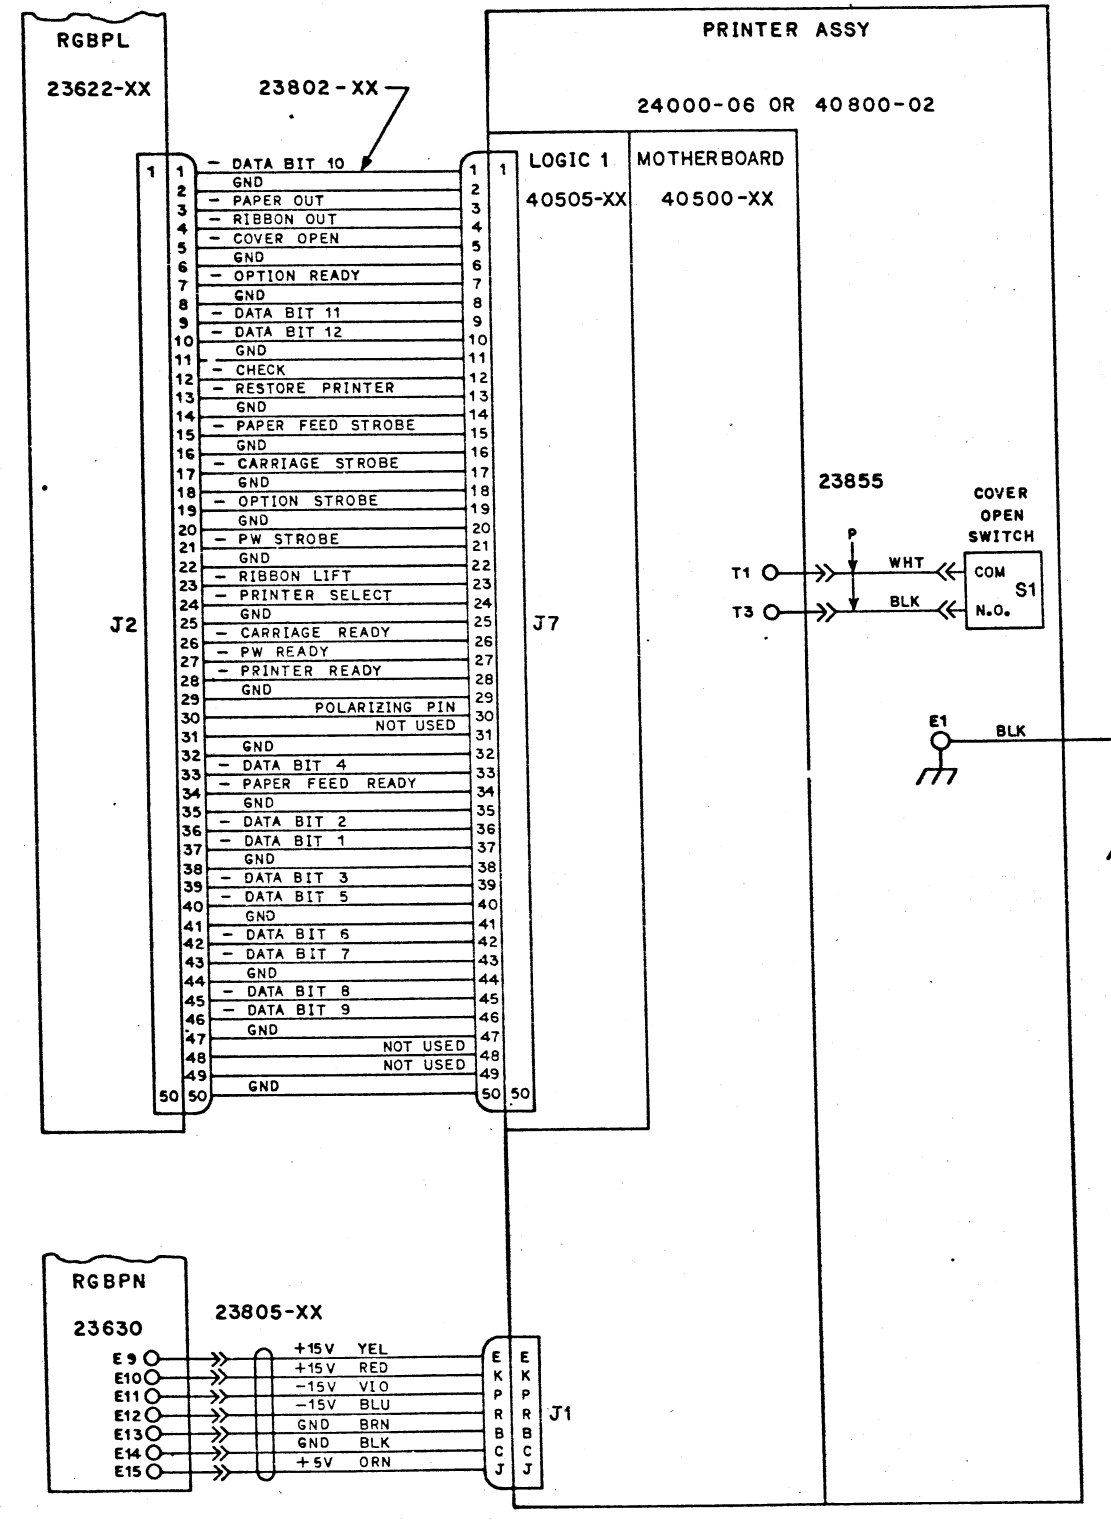 RGBPL
23622-XX
23802-XX
PRINTER ASSY
24000-06 OR 40800-02
LOGIC 1
40505-XX
MOTHERBOARD
40500-XX
J2
J7
1 1 - DATA BIT 10 1 1
2 GND 2
3 - PAPER OUT 3
4 - RIBBON OUT 4
5 - COVER OPEN 5
6 GND 6
7 - OPTION READY 7
8 GND 8
9 - DATA BIT 11 9
10 - DATA BIT 12 10
11 GND 11
12 - CHECK 12
13 - RESTORE PRINTER 13
14 GND 14
15 - PAPER FEED STROBE 15
16 GND 16
17 - CARRIAGE STROBE 17
18 GND 18
19 - OPTION STROBE 19
20 GND 20
21 - PW STROBE 21
22 GND 22
23 - RIBBON LIFT 23
24 - PRINTER SELECT 24
25 GND 25
26 - CARRIAGE READY 26
27 - PW READY 27
28 - PRINTER READY 28
29 GND 29
30 POLARIZING PIN 30
31 NOT USED 31
32 GND 32
33 - DATA BIT 4 33
34 - PAPER FEED READY 34
35 GND 35
36 - DATA BIT 2 36
37 - DATA BIT 1 37
38 GND 38
39 - DATA BIT 3 39
40 - DATA BIT 5 40
41 GND 41
42 - DATA BIT 6 42
43 - DATA BIT 7 43
44 GND 44
45 - DATA BIT 8 45
46 - DATA BIT 9 46
47 GND 47
48 NOT USED 48
49 NOT USED 49
50 50 GND 50 50
23855
COVER
OPEN
SWITCH
P
T1 WHT COM
S1
T3 BLK N.O.
E1 BLK
RGBPN
23630
23805-XX
E9 +15V YEL E E
E10 +15V RED K K
E11 -15V VIO P P
E12 -15V BLU R R
J1
E13 GND BRN B B
E14 GND BLK C C
E15 +5V ORN J J